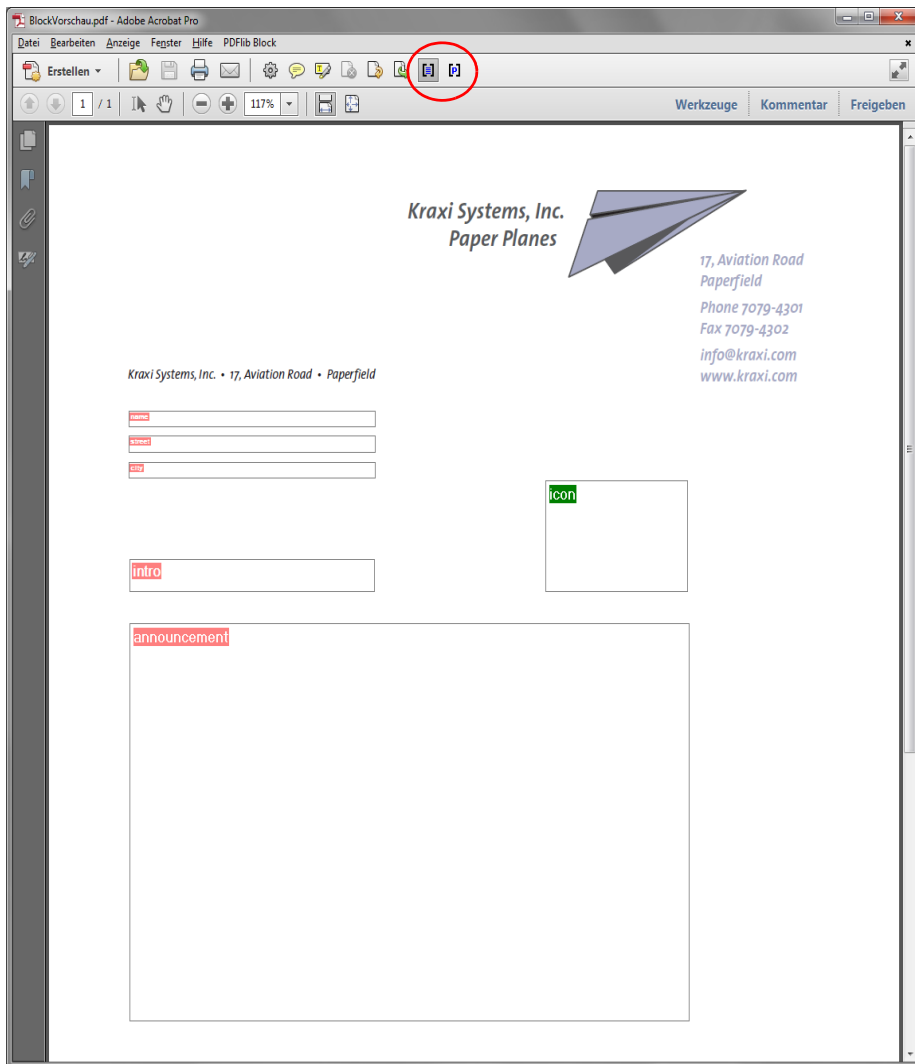 BlockVorschau.pdf - Adobe Acrobat Pro
Datei Bearbeiten Anzeige Fenster Hilfe PDFlib Block
Erstellen
1 / 1 117% Werkzeuge Kommentar Freigeben
Kraxi Systems, Inc.
Paper Planes
17, Aviation Road
Paperfield
Phone 7079-4301
Fax 7079-4302
info@kraxi.com
www.kraxi.com
Kraxi Systems, Inc. • 17, Aviation Road • Paperfield
name
street
city
icon
intro
announcement